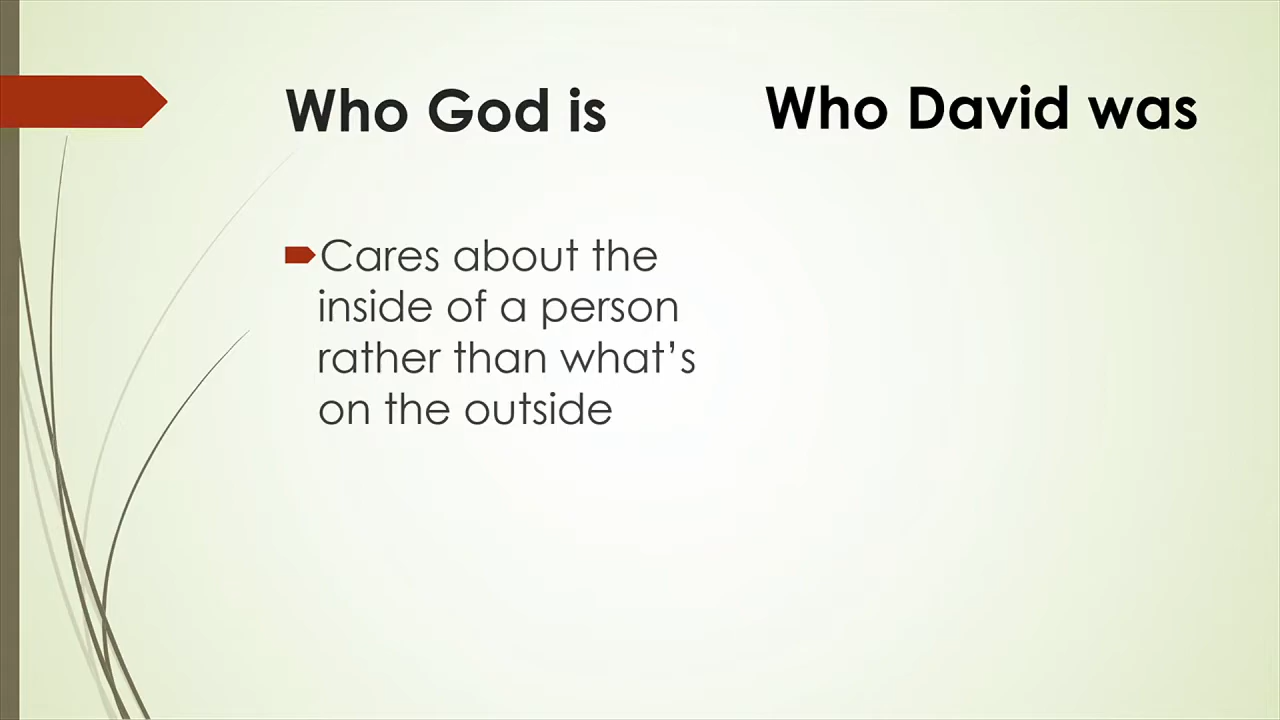 Who God is
Who David was
Cares about the
inside of a person
rather than what’s
on the outside